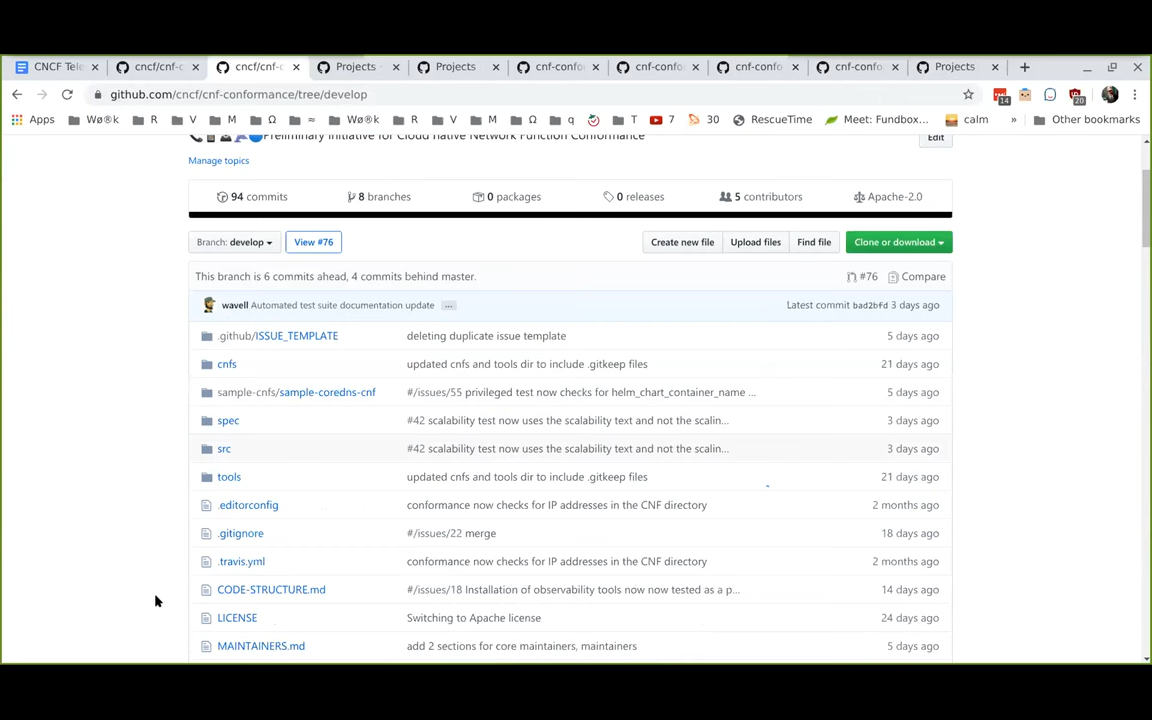 CNCF Tele
cncf/cnf-c
cncf/cnf-c
Projects
Projects
cnf-confo
cnf-confo
cnf-confo
cnf-confo
Projects
github.com/cncf/cnf-conformance/tree/develop
14
20
Apps
Wø®k
R
V
M
Ω
≈
Wø®k
R
V
M
Ω
q
T
7
30
RescueTime
Meet: Fundbox...
calm
»
Other bookmarks
Preliminary Initiative for Cloud native Network Function Conformance
Edit
Manage topics
94 commits
8 branches
0 packages
0 releases
5 contributors
Apache-2.0
Branch: develop
View #76
Create new file
Upload files
Find file
Clone or download
This branch is 6 commits ahead, 4 commits behind master.
#76
Compare
wavell Automated test suite documentation update ...
Latest commit bad2bfd 3 days ago
.github/ISSUE_TEMPLATE
deleting duplicate issue template
5 days ago
cnfs
updated cnfs and tools dir to include .gitkeep files
21 days ago
sample-cnfs/sample-coredns-cnf
#/issues/55 privileged test now checks for helm_chart_container_name ...
5 days ago
spec
#42 scalability test now uses the scalability text and not the scalin...
3 days ago
src
#42 scalability test now uses the scalability text and not the scalin...
3 days ago
tools
updated cnfs and tools dir to include .gitkeep files
21 days ago
.editorconfig
conformance now checks for IP addresses in the CNF directory
2 months ago
.gitignore
#/issues/22 merge
18 days ago
.travis.yml
conformance now checks for IP addresses in the CNF directory
2 months ago
CODE-STRUCTURE.md
#/issues/18 Installation of observability tools now now tested as a p...
14 days ago
LICENSE
Switching to Apache license
24 days ago
MAINTAINERS.md
add 2 sections for core maintainers, maintainers
5 days ago